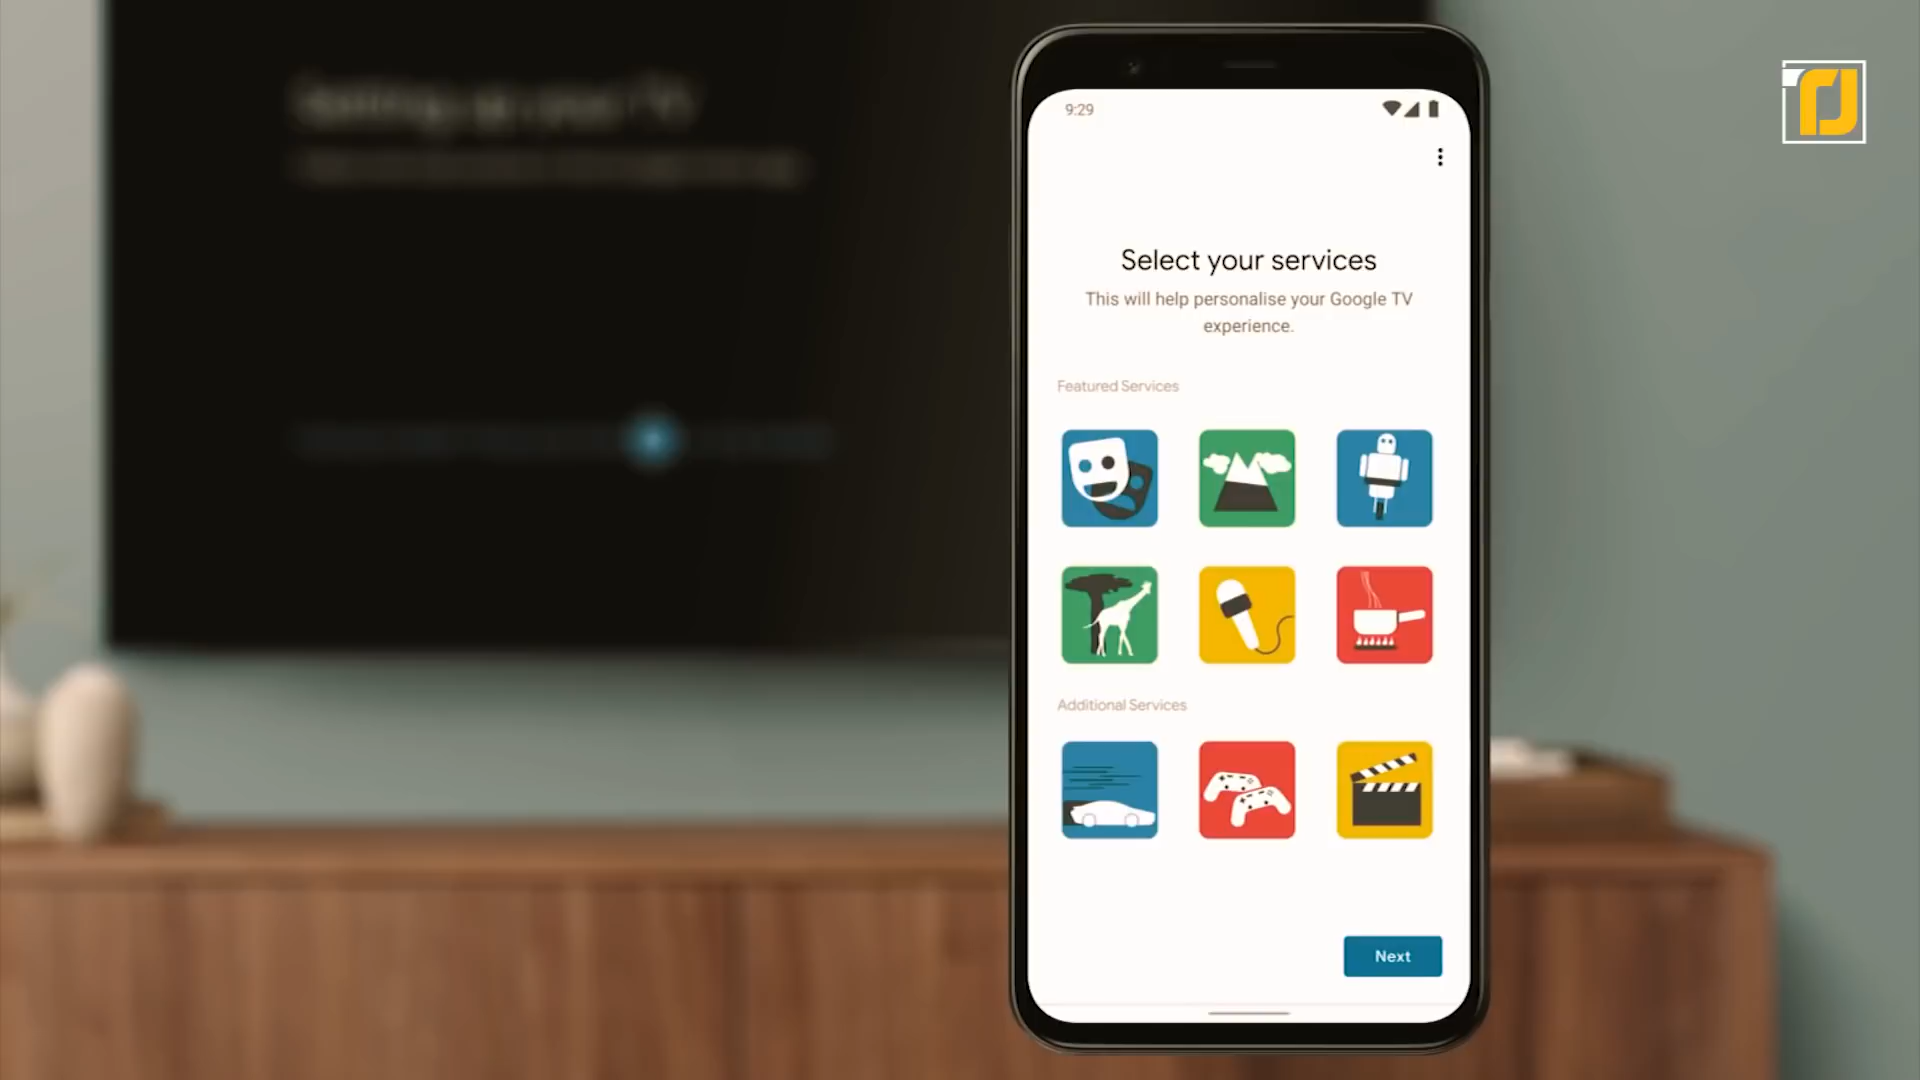 9:29
Select your services
This will help personalise your Google TV
experience.
Featured Services
Additional Services
Next